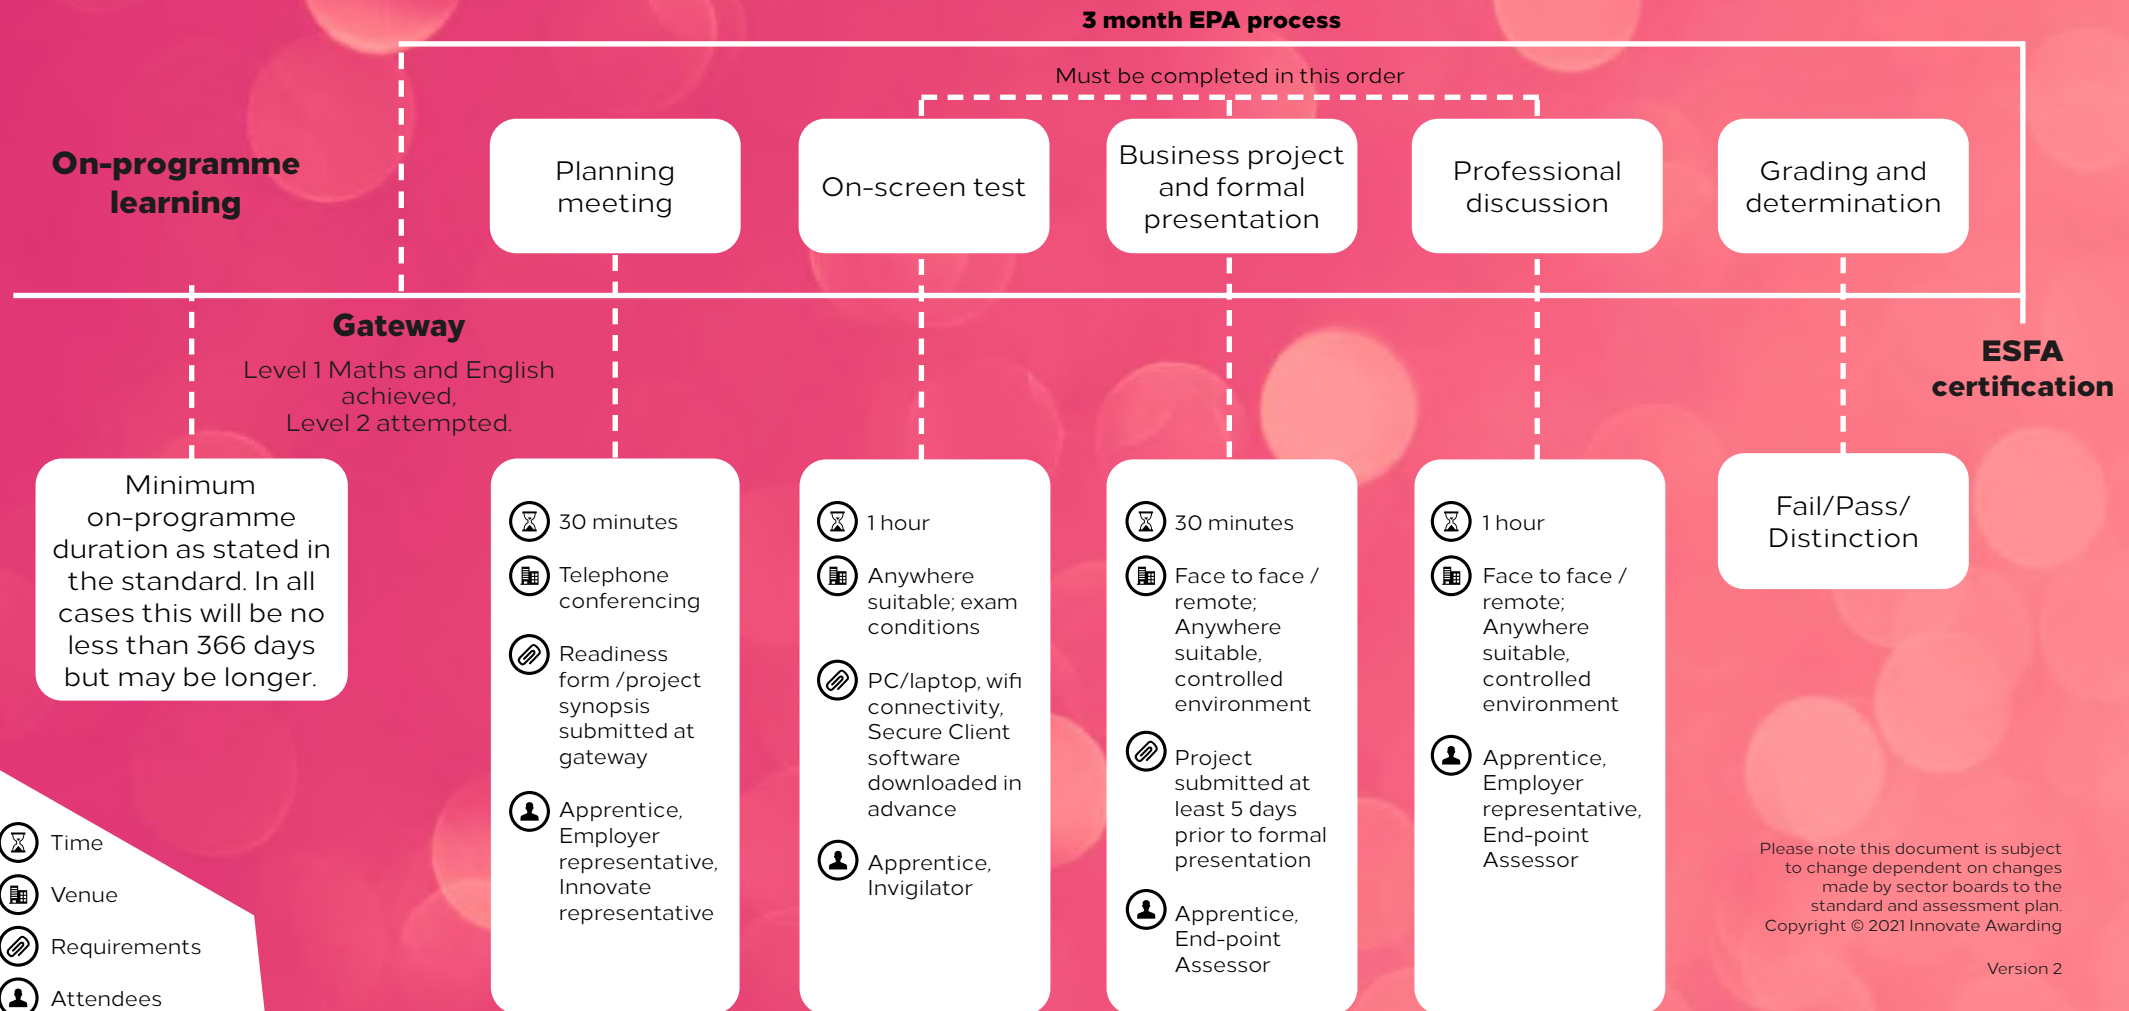 3 month EPA process
Must be completed in this order
On-programme
learning
Planning
meeting
On-screen test
Business project
and formal
presentation
Professional
discussion
Grading and
determination
Gateway
Level 1 Maths and English
achieved,
Level 2 attempted.
ESFA
certification
Minimum
on-programme
duration as stated in
the standard. In all
cases this will be no
less than 366 days
but may be longer.
30 minutes
Telephone
conferencing
Readiness
form /project
synopsis
submitted at
gateway
Apprentice,
Employer
representative,
Innovate
representative
1 hour
Anywhere
suitable; exam
conditions
PC/laptop, wifi
connectivity,
Secure Client
software
downloaded in
advance
Apprentice,
Invigilator
30 minutes
Face to face /
remote;
Anywhere
suitable,
controlled
environment
Project
submitted at
least 5 days
prior to formal
presentation
Apprentice,
End-point
Assessor
1 hour
Face to face /
remote;
Anywhere
suitable,
controlled
environment
Apprentice,
Employer
representative,
End-point
Assessor
Fail/Pass/
Distinction
Time
Venue
Requirements
Attendees
Please note this document is subject
to change dependent on changes
made by sector boards to the
standard and assessment plan.
Copyright © 2021 Innovate Awarding
Version 2